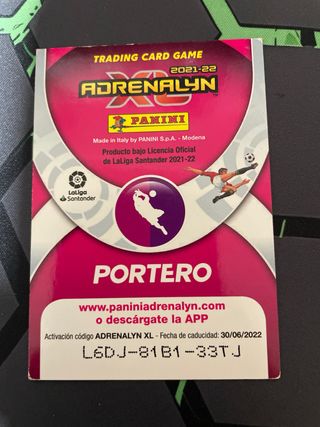 TRADING CARD GAME
2021-22
ADRENALYN
XL
PANINI
Made in Italy by PANINI S.p.A. - Modena
Producto bajo Licencia Oficial
de LaLiga Santander 2021-22
LaLiga
Santander
PORTERO
www.paniniadrenalyn.com
o descárgate la APP
Activación código ADRENALYN XL - Fecha de caducidad: 30/06/2022
L6DJ-81B1-33TJ